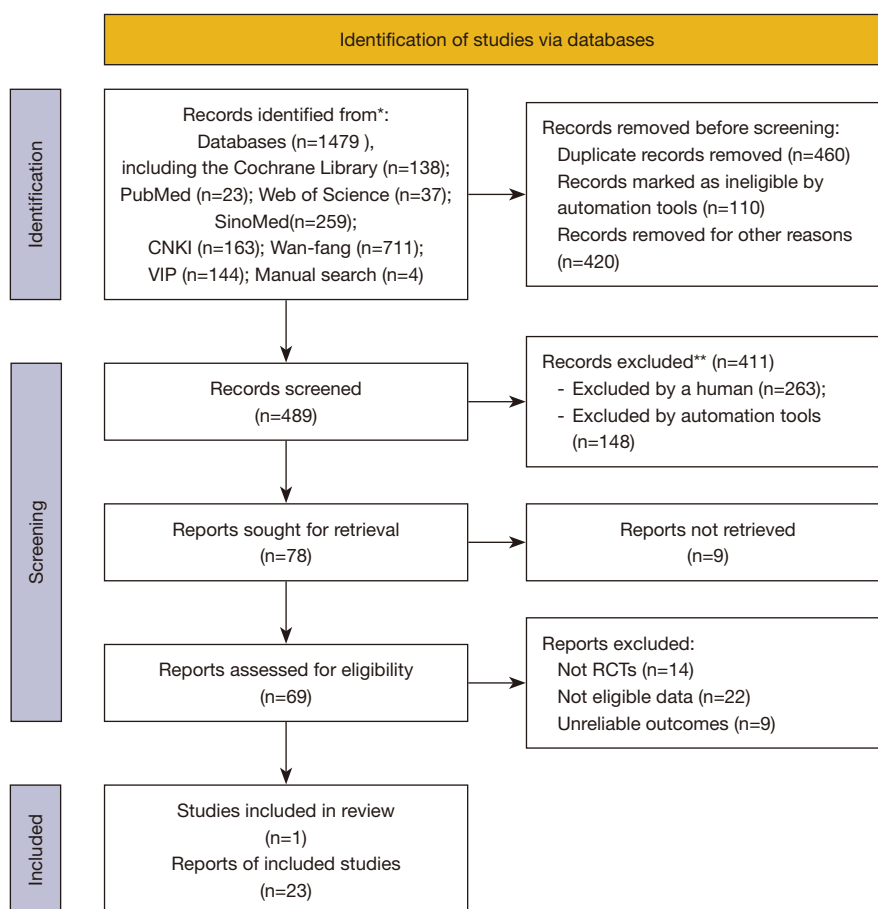 Identification of studies via databases
Identification
Records identified from*:
Databases (n=1479 ),
including the Cochrane Library (n=138);
PubMed (n=23); Web of Science (n=37);
SinoMed(n=259);
CNKI (n=163); Wan-fang (n=711);
VIP (n=144); Manual search (n=4)
Records removed before screening:
Duplicate records removed (n=460)
Records marked as ineligible by
automation tools (n=110)
Records removed for other reasons
(n=420)
Screening
Records screened
(n=489)
Records excluded** (n=411)
- Excluded by a human (n=263);
- Excluded by automation tools
(n=148)
Reports sought for retrieval
(n=78)
Reports not retrieved
(n=9)
Reports assessed for eligibility
(n=69)
Reports excluded:
Not RCTs (n=14)
Not eligible data (n=22)
Unreliable outcomes (n=9)
Included
Studies included in review
(n=1)
Reports of included studies
(n=23)